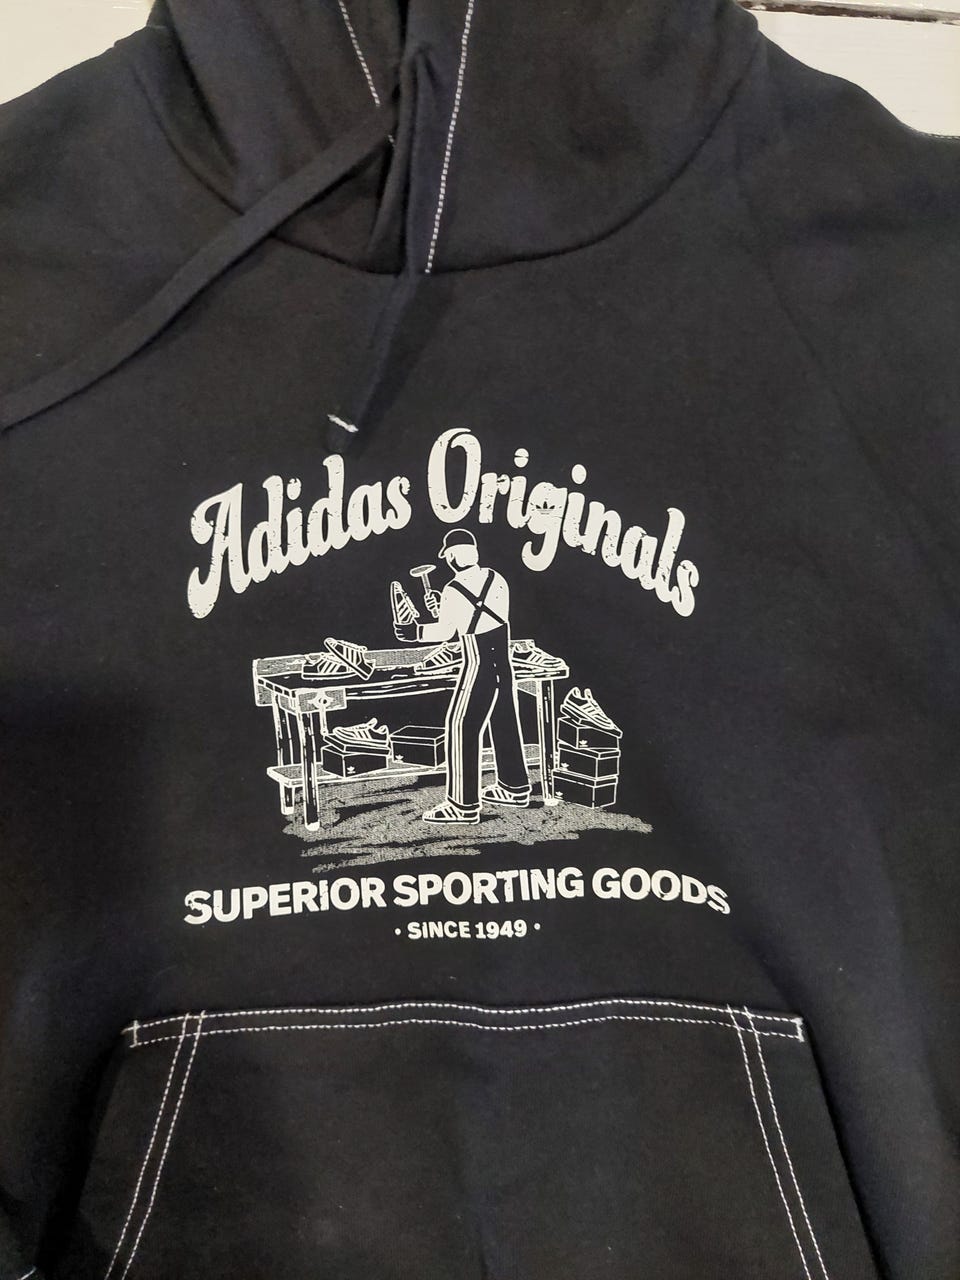 Adidas Originals
SUPERIOR SPORTING GOODS
· SINCE 1949 ·